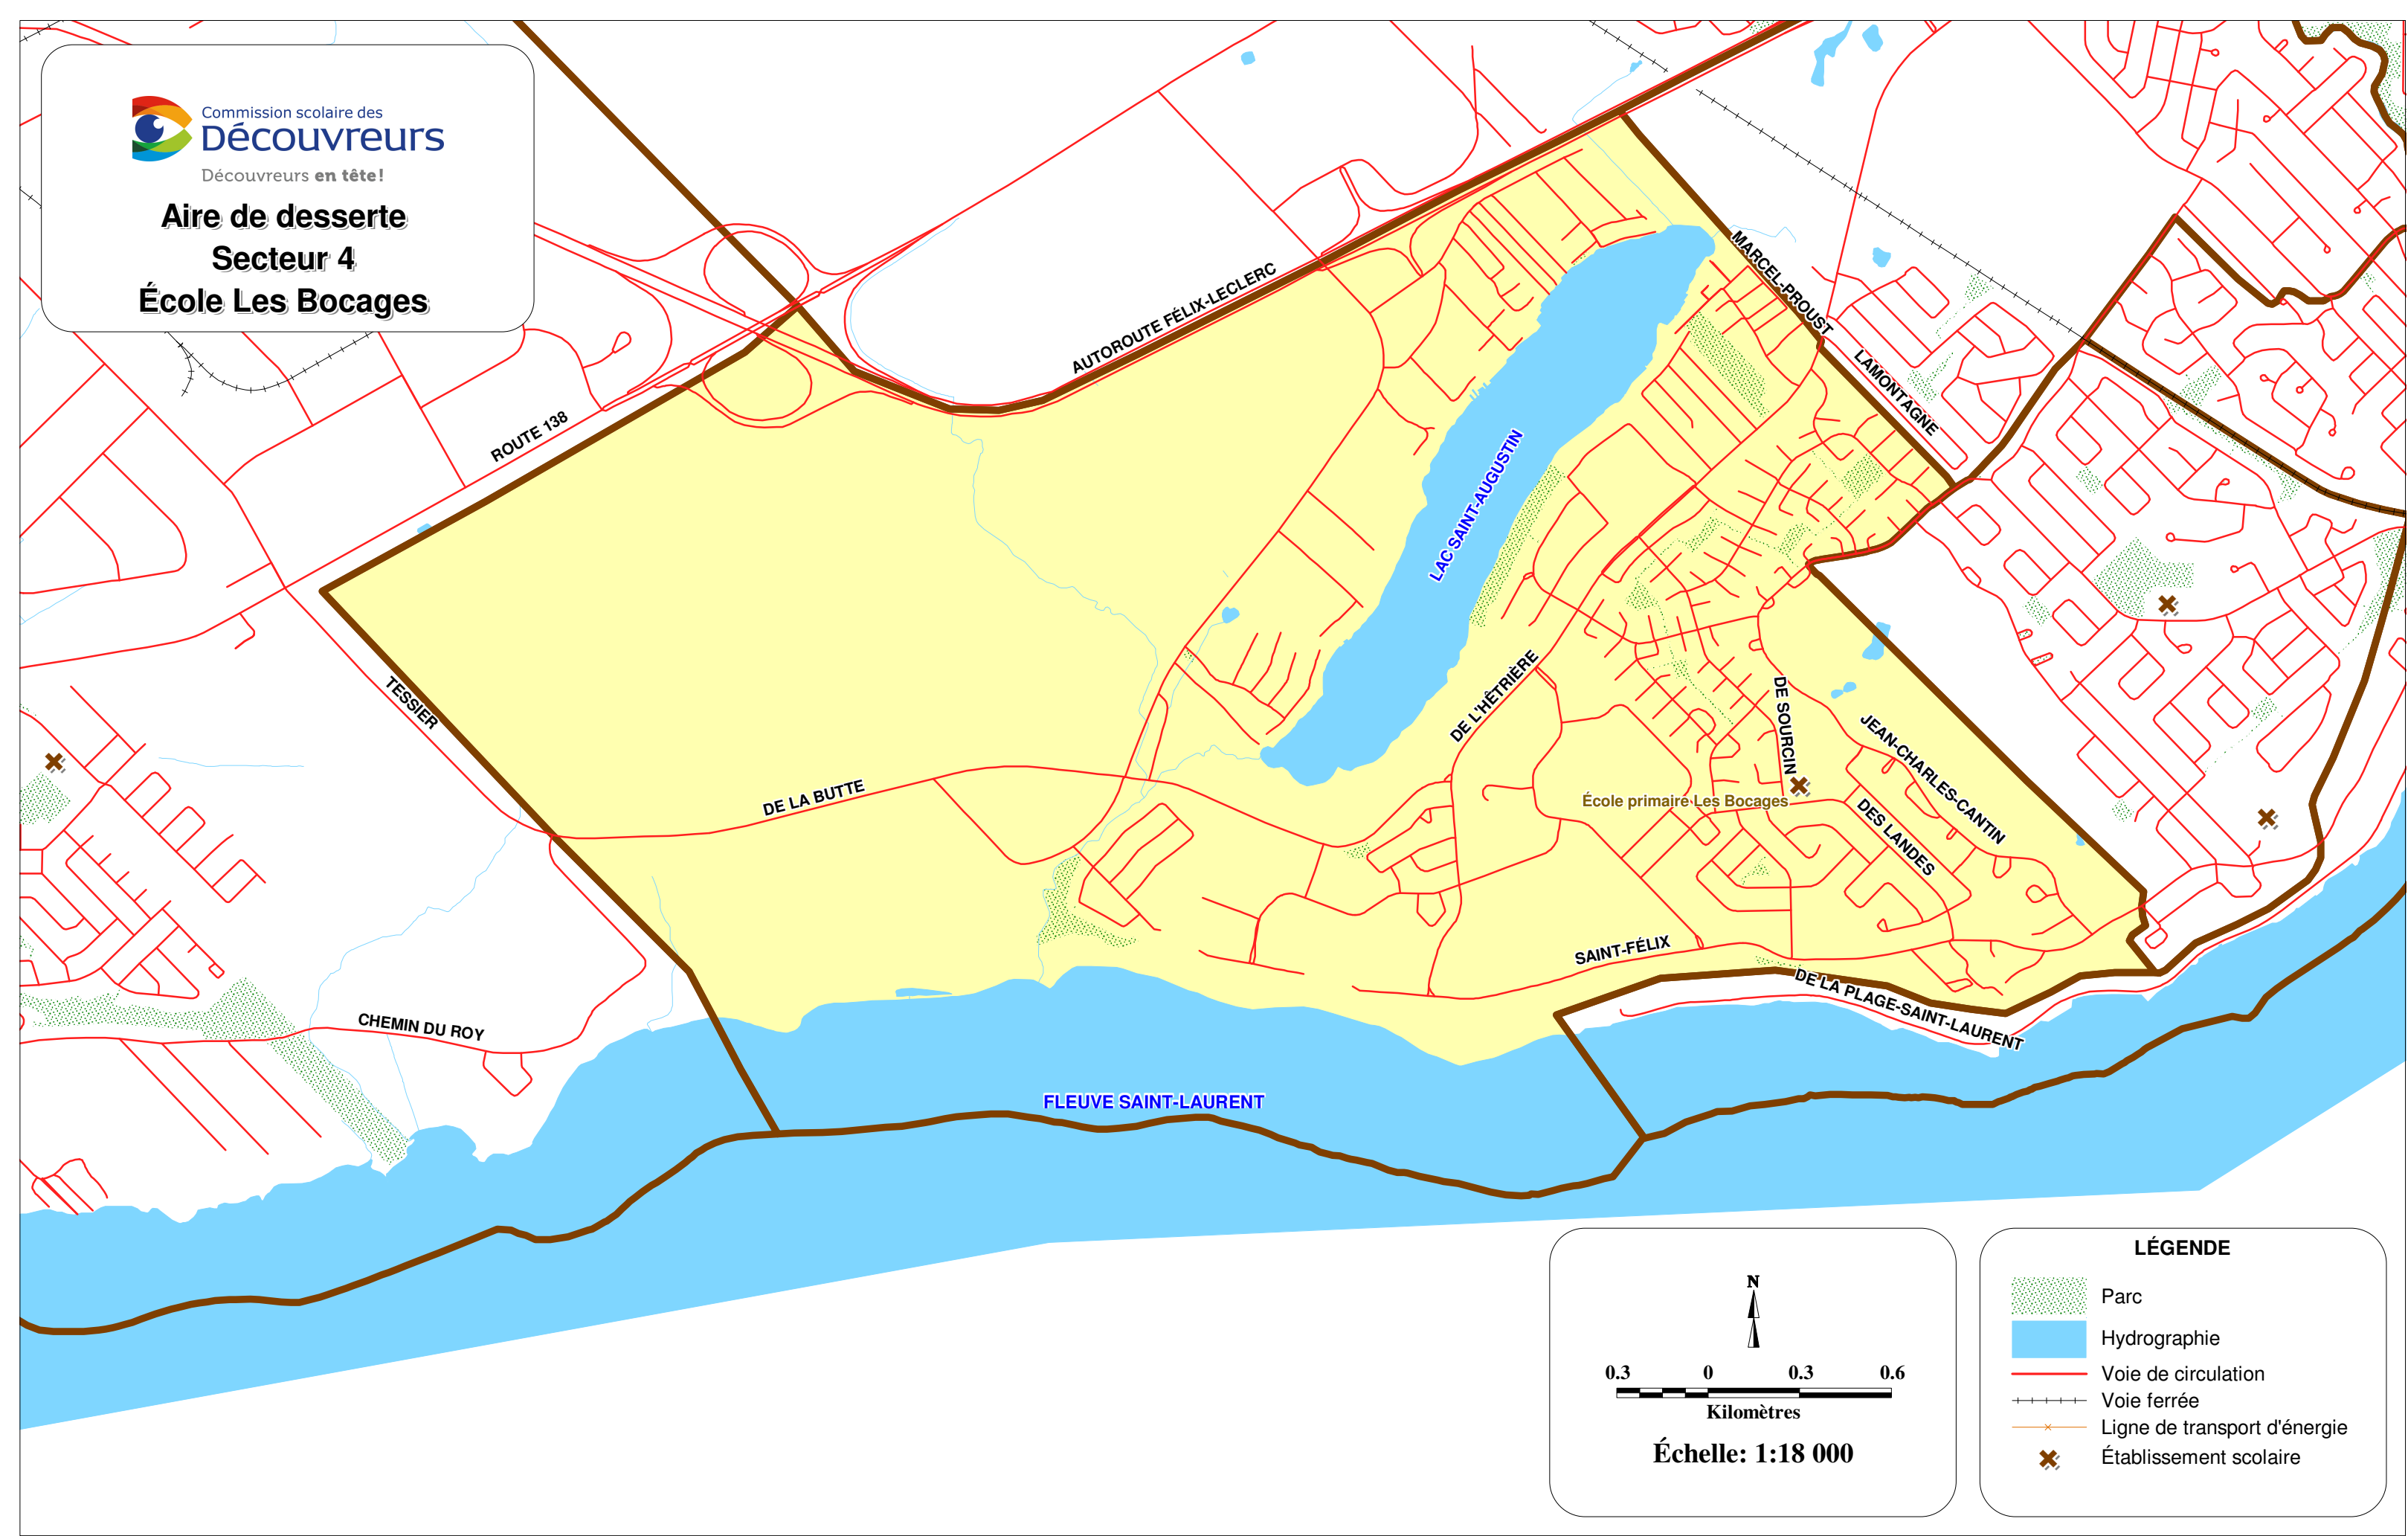 Commission scolaire des
Découvreurs
Découvreurs en tête!
Aire de desserte
Secteur 4
École Les Bocages
AUTOROUTE FÉLIX-LECLERC
MARCEL-PROUST
LAMONTAGNE
ROUTE 138
LAC SAINT-AUGUSTIN
TESSIER
DE L'HÊTRIÈRE
DE SOURCIN
JEAN-CHARLES-CANTIN
DE LA BUTTE
École primaire Les Bocages
DES LANDES
SAINT-FÉLIX
DE LA PLAGE-SAINT-LAURENT
CHEMIN DU ROY
FLEUVE SAINT-LAURENT
N
0.3 0 0.3 0.6
Kilomètres
Échelle: 1:18 000
LÉGENDE
Parc
Hydrographie
Voie de circulation
Voie ferrée
Ligne de transport d'énergie
Établissement scolaire